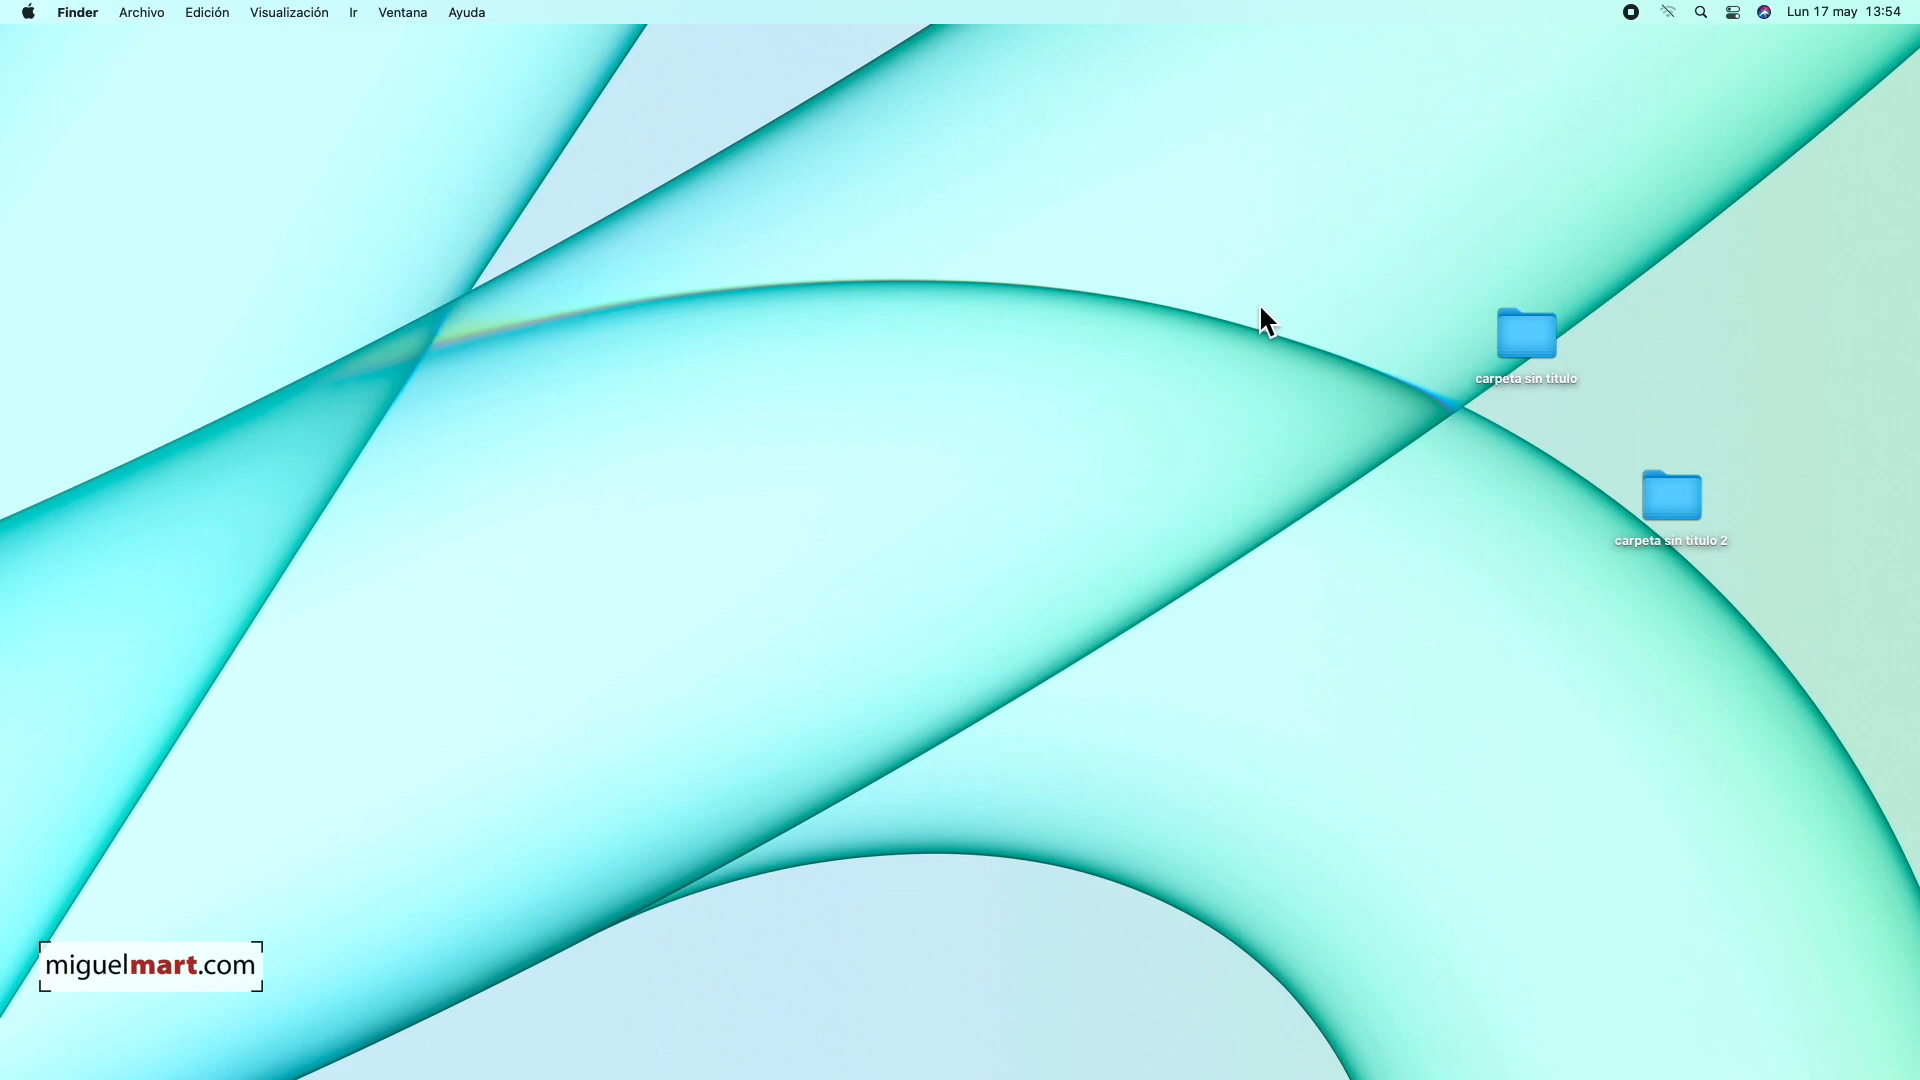 Finder Archivo Edición Visualización Ir Ventana Ayuda Lun 17 may 13:54
carpeta sin título
carpeta sin título 2
miguelmart.com